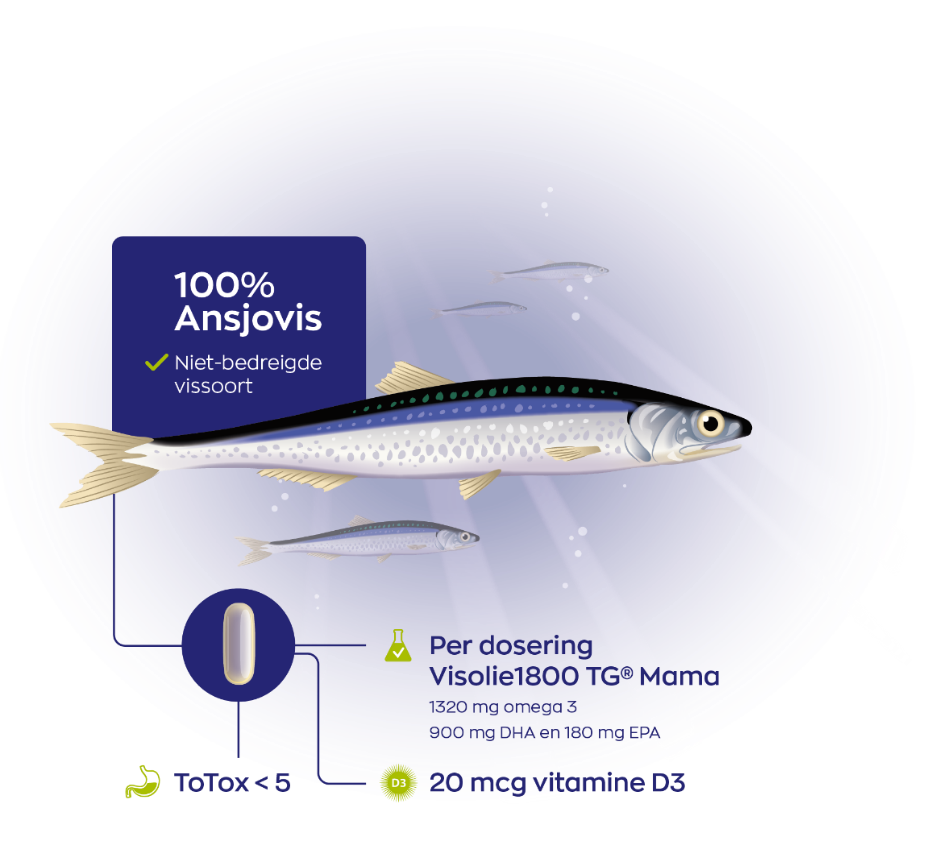 100%
Ansjovis
Niet-bedreigde
vissoort
Per dosering
Visolie1800 TG® Mama
1320 mg omega 3
900 mg DHA en 180 mg EPA
ToTox < 5
D3
20 mcg vitamine D3